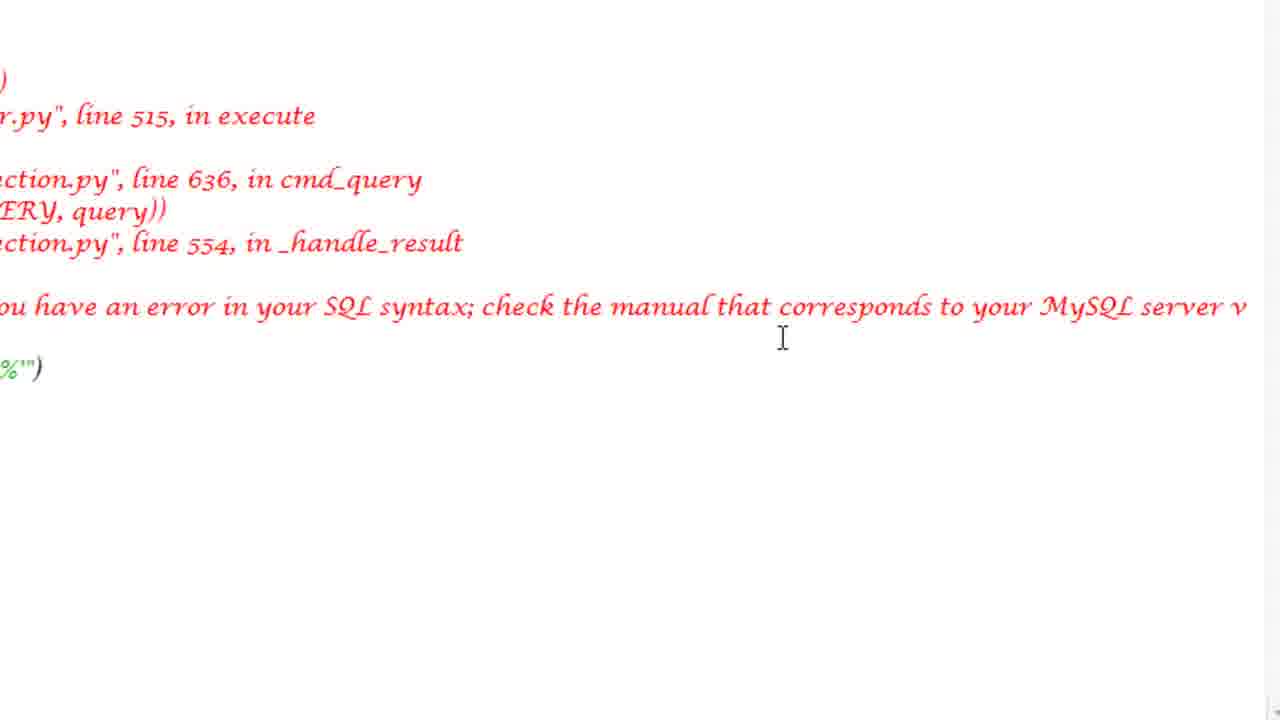 )
r.py", line 515, in execute
ction.py", line 636, in cmd_query
ERY, query))
ction.py", line 554, in _handle_result
ou have an error in your SQL syntax; check the manual that corresponds to your MySQL server v
%'")